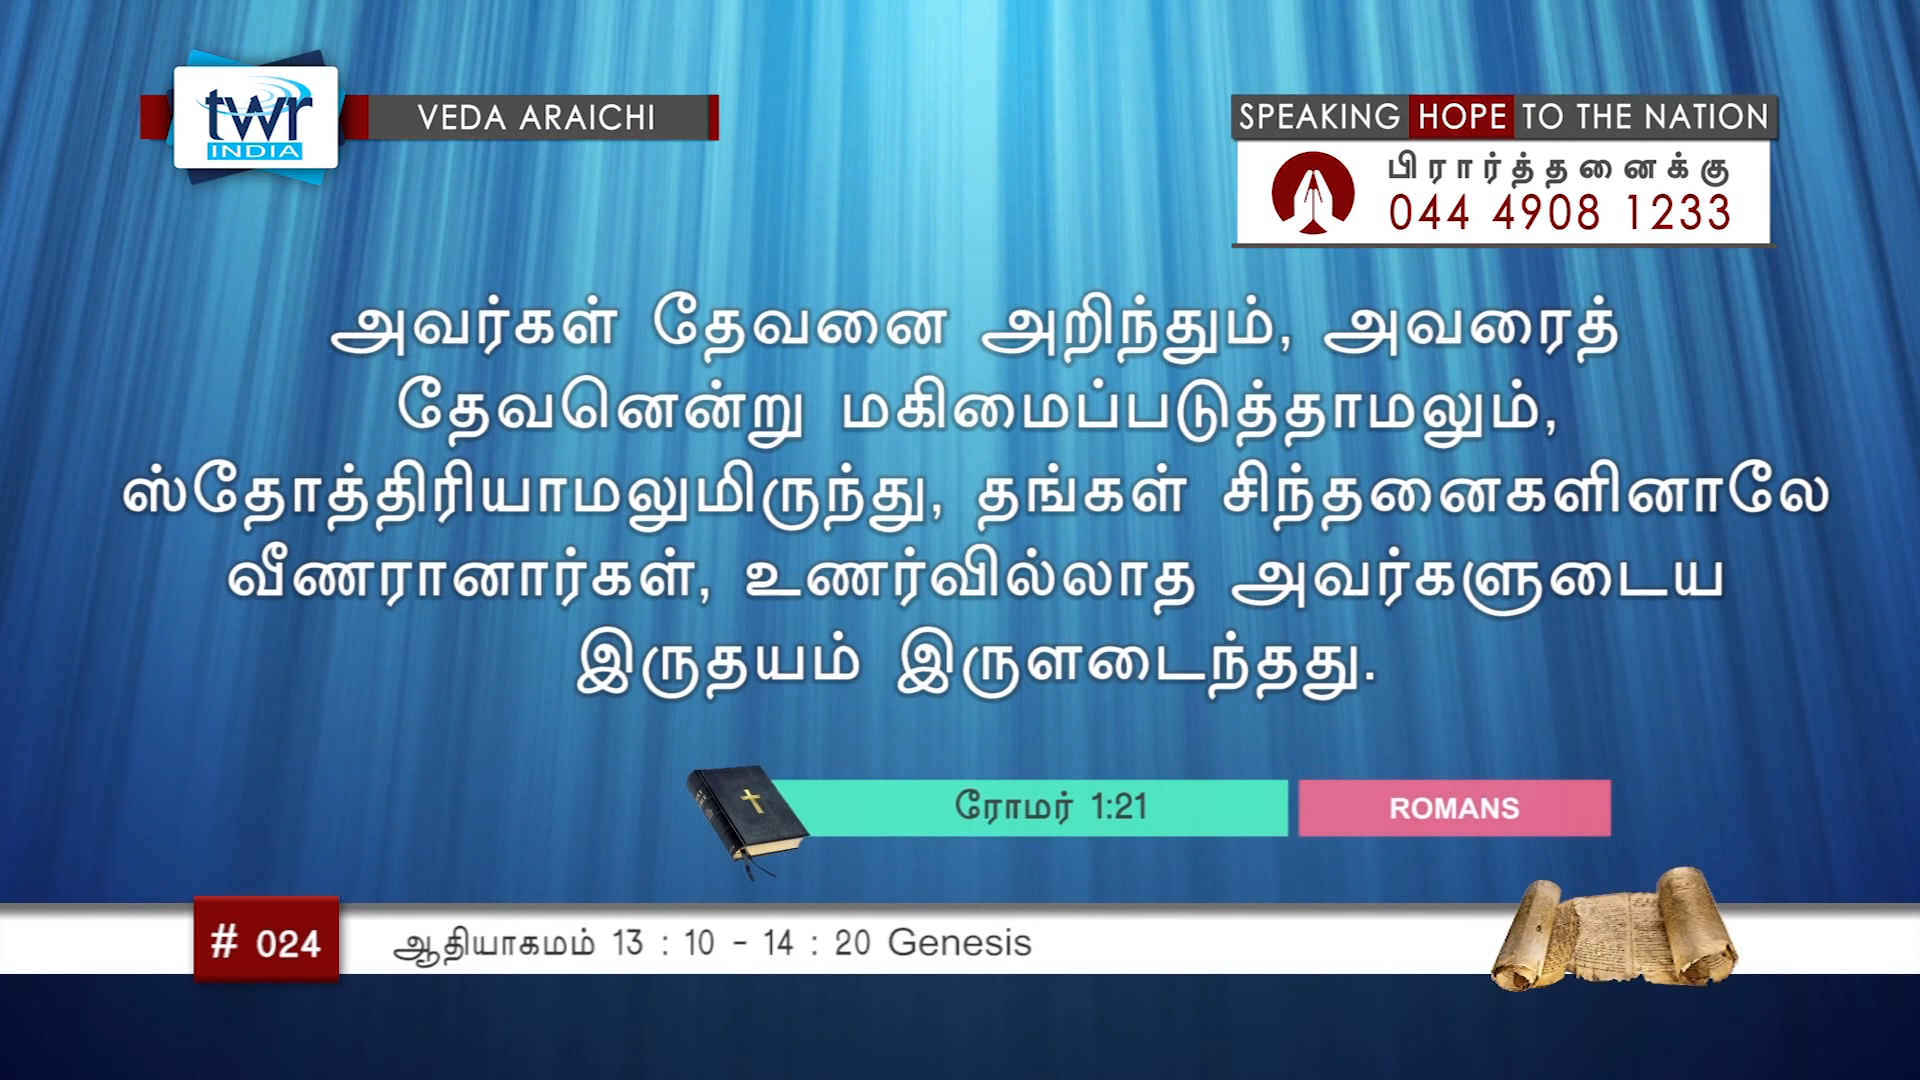 twr
INDIA
VEDA ARAICHI
SPEAKING HOPE TO THE NATION
பிரார்த்தனைக்கு
044 4908 1233
அவர்கள் தேவனை அறிந்தும், அவரைத்
தேவனென்று மகிமைப்படுத்தாமலும்,
ஸ்தோத்திரியாமலுமிருந்து, தங்கள் சிந்தனைகளினாலே
வீணரானார்கள், உணர்வில்லாத அவர்களுடைய
இருதயம் இருளடைந்தது.
ரோமர் 1:21
ROMANS
# 024
ஆதியாகமம் 13 : 10 - 14 : 20 Genesis